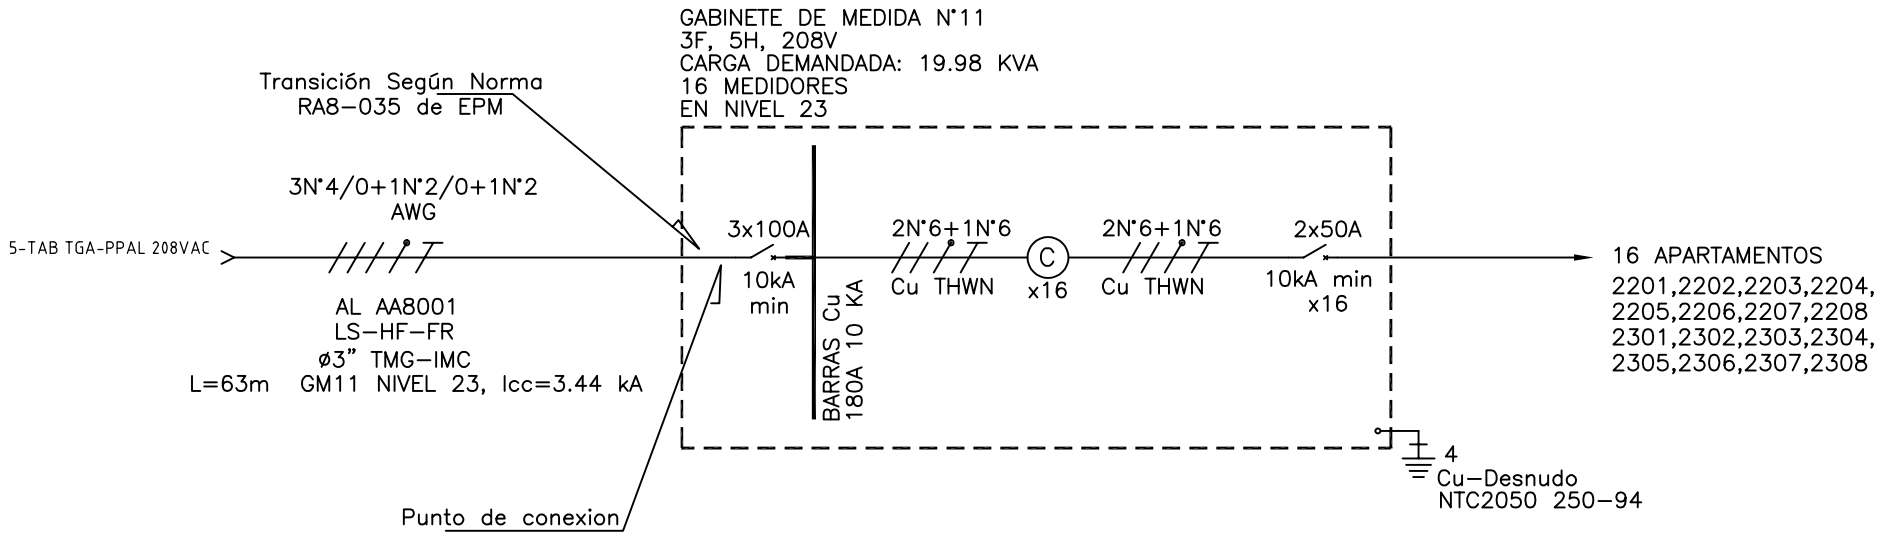 GABINETE DE MEDIDA N°11
3F, 5H, 208V
CARGA DEMANDADA: 19.98 KVA
16 MEDIDORES
EN NIVEL 23
Transición Según Norma
RA8-035 de EPM
3N°4/0+1N°2/0+1N°2
AWG
5-TAB TGA-PPAL 208VAC
AL AA8001
LS-HF-FR
ø3" TMG-IMC
L=63m GM11 NIVEL 23, Icc=3.44 kA
Punto de conexion
3x100A
10kA
min
BARRAS Cu
180A 10 KA
2N°6+1N°6
Cu THWN
C
x16
2N°6+1N°6
Cu THWN
2x50A
10kA min
x16
16 APARTAMENTOS
2201,2202,2203,2204,
2205,2206,2207,2208
2301,2302,2303,2304,
2305,2306,2307,2308
4
Cu-Desnudo
NTC2050 250-94